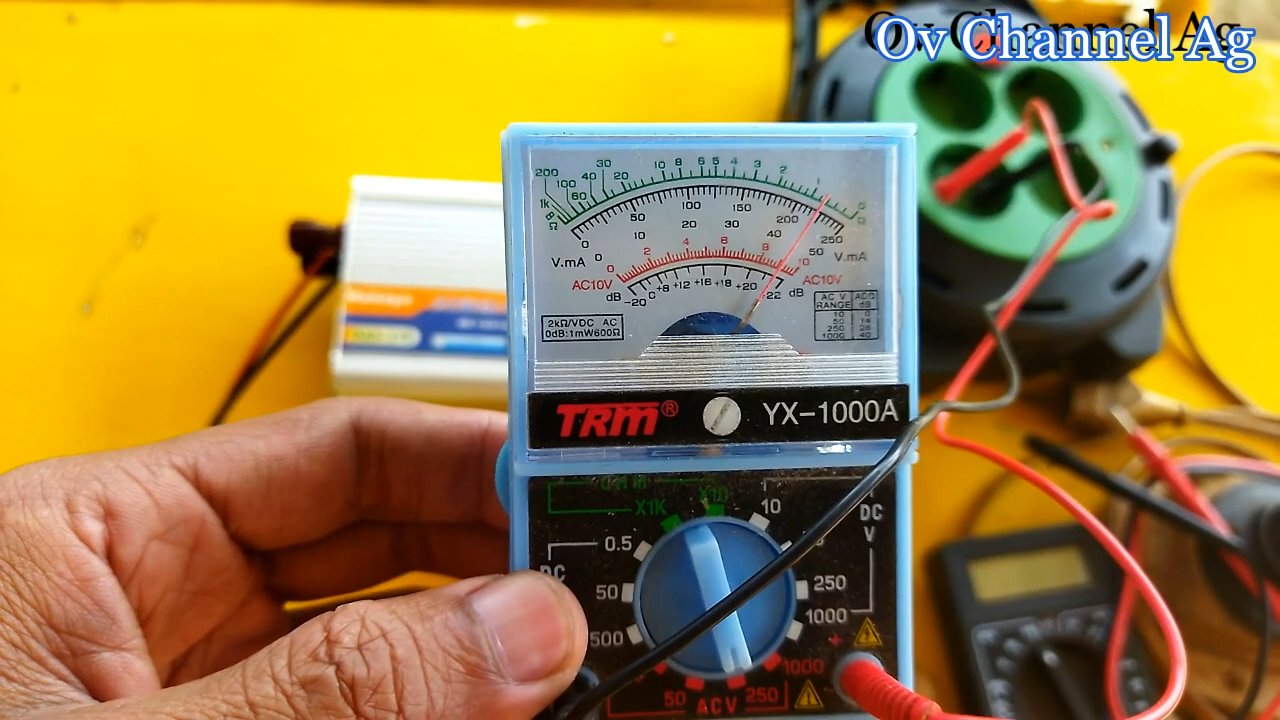 Ov Channel Ag
200 100 60 40 30 20 10 8 6 5 4 3 2 1 0
1k Ω Ω
0 50 100 150 200 250
0 10 20 30 40 50
V.mA V.mA
0 2 4 6 8 10
AC10V AC10V
dB -20 +8 +12 +16 +18 +20 -22 dB
2kΩ/VDC AC
0dB:1mW600Ω
AC V ADD
RANGE dB
10 0
50 14
250 28
1000 40
TRM® YX-1000A
X1K X10 10
DC V
0.5
DC
50 250
500 1000
+
1000
50 ACV 250